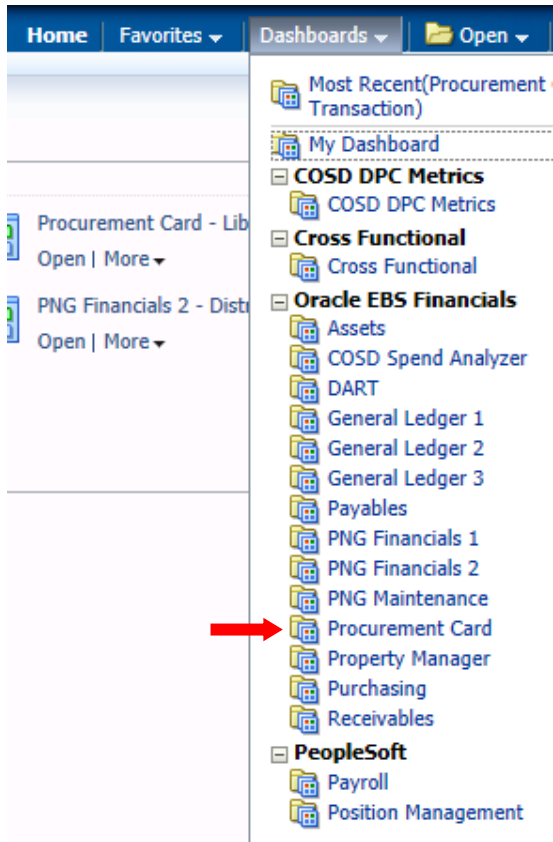 Home Favorites Dashboards Open
Most Recent(Procurement
Transaction)
My Dashboard
COSD DPC Metrics
COSD DPC Metrics
Cross Functional
Cross Functional
Oracle EBS Financials
Assets
COSD Spend Analyzer
DART
General Ledger 1
General Ledger 2
General Ledger 3
Payables
PNG Financials 1
PNG Financials 2
PNG Maintenance
Procurement Card
Property Manager
Purchasing
Receivables
PeopleSoft
Payroll
Position Management
Procurement Card - Lib
Open | More
PNG Financials 2 - Distr
Open | More